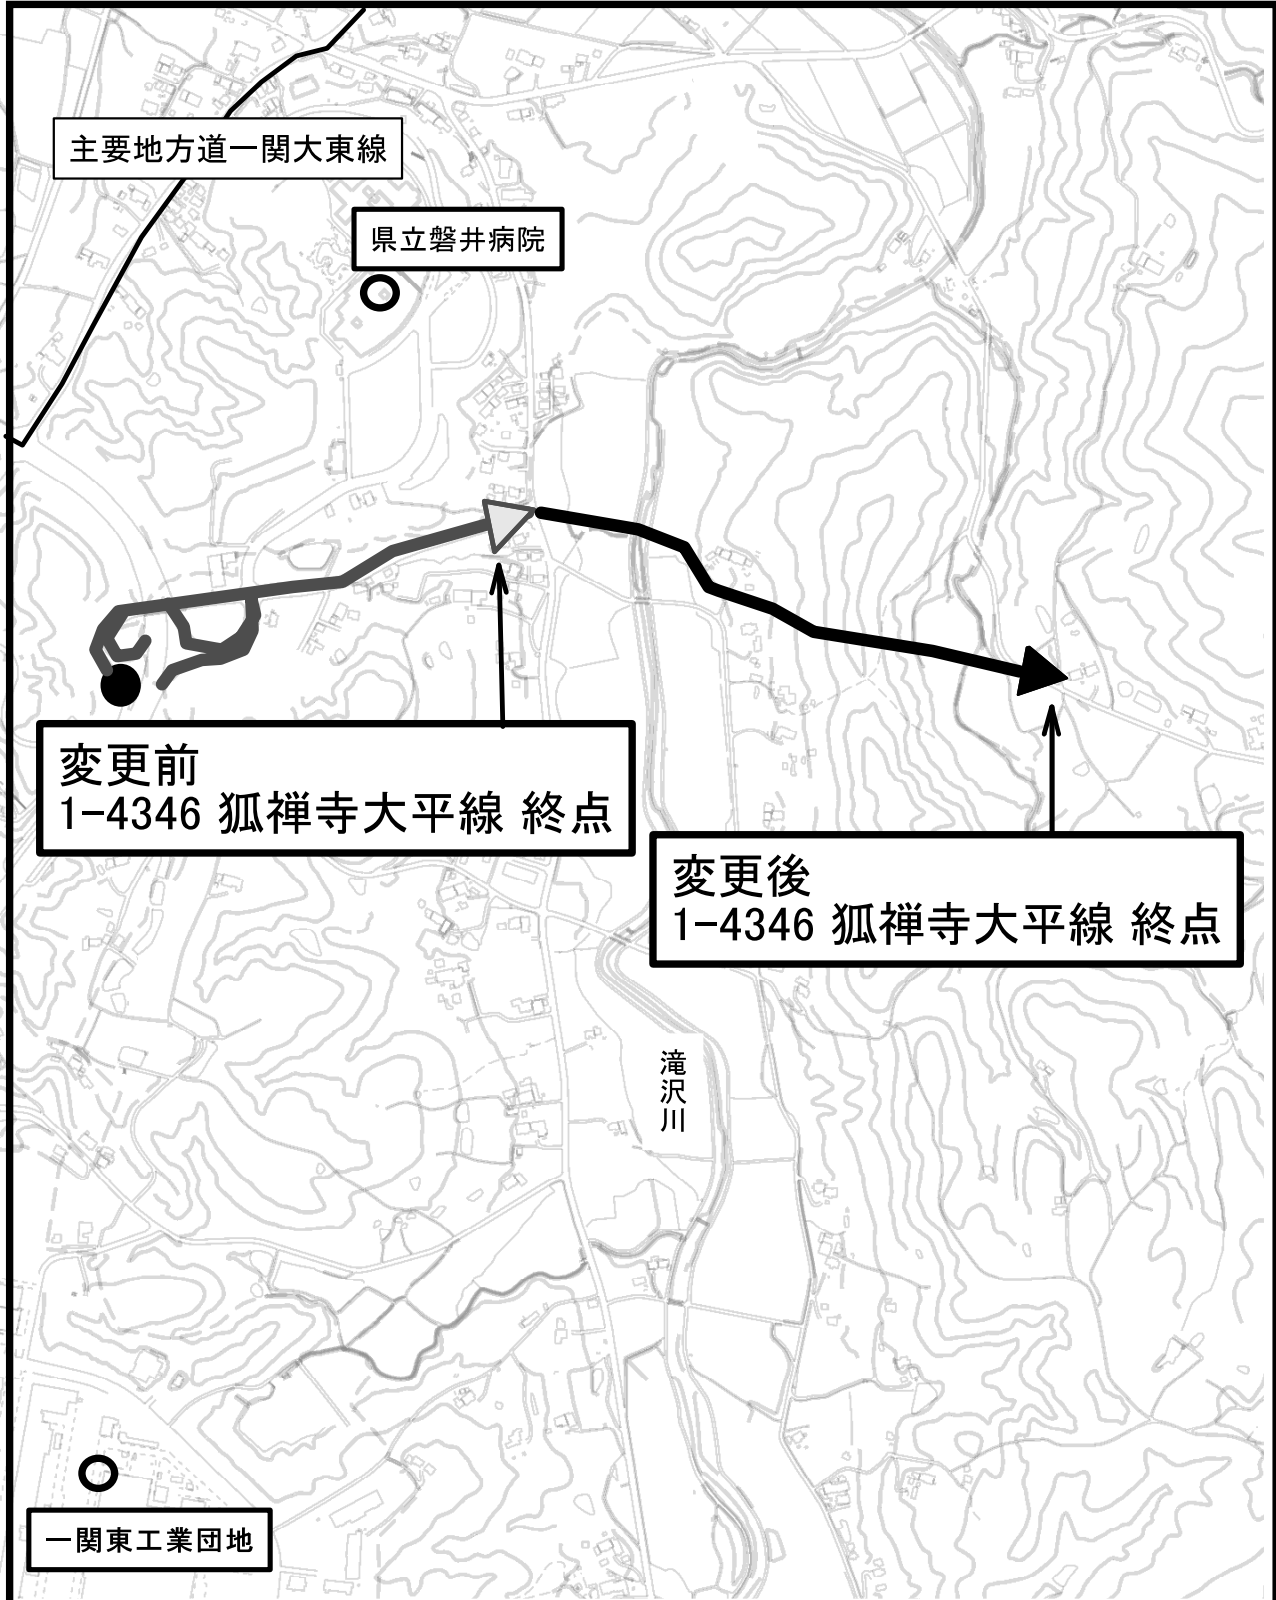 主要地方道一関大東線
県立磐井病院
変更前
1-4346 狐禅寺大平線 終点
変更後
1-4346 狐禅寺大平線 終点
滝沢川
一関東工業団地